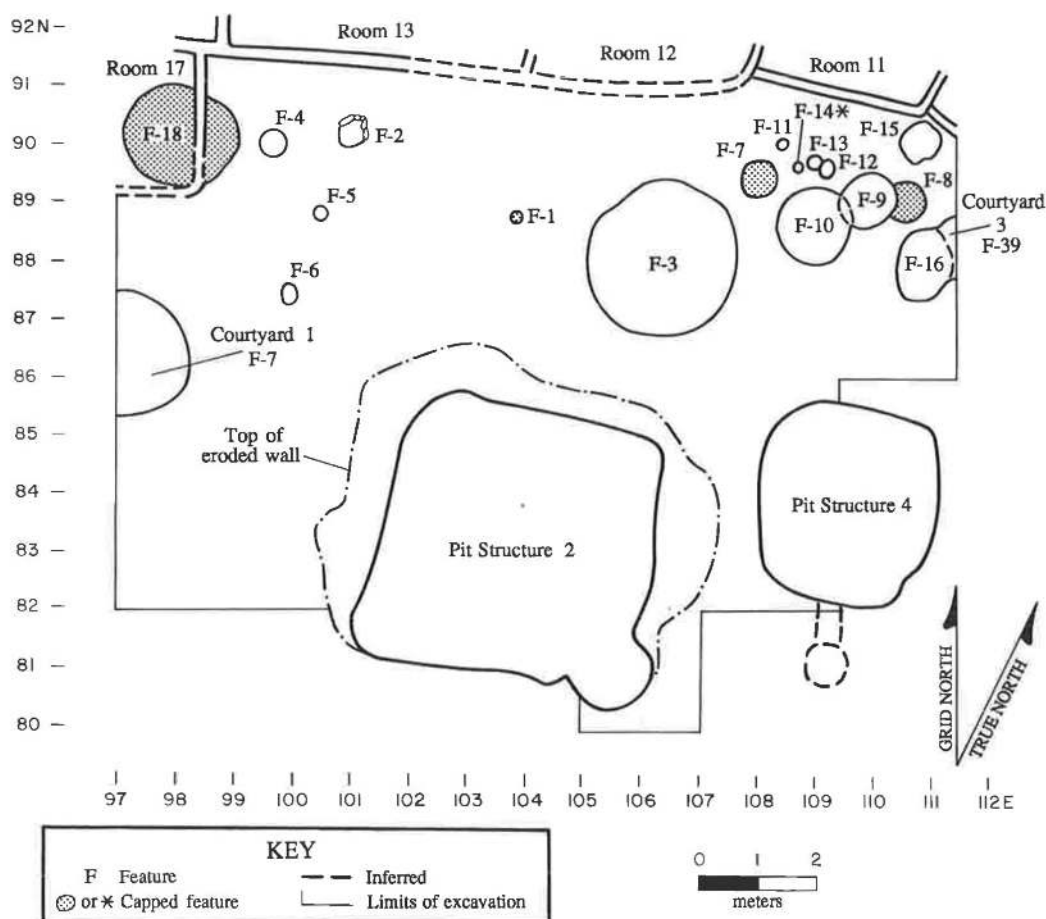 92N
91
90
89
88
87
86
85
84
83
82
81
80
Room 13
Room 12
Room 11
Room 17
F-18
F-4
F-2
F-5
F-1
F-6
F-3
F-7
F-11
F-14*
F-13
F-12
F-15
F-8
F-9
F-10
F-16
Courtyard
3
F-39
Courtyard 1
F-7
Top of
eroded wall
Pit Structure 2
Pit Structure 4
GRID NORTH
TRUE NORTH
97 98 99 100 101 102 103 104 105 106 107 108 109 110 111 112E
KEY
F Feature
or * Capped feature
Inferred
Limits of excavation
0 1 2
meters